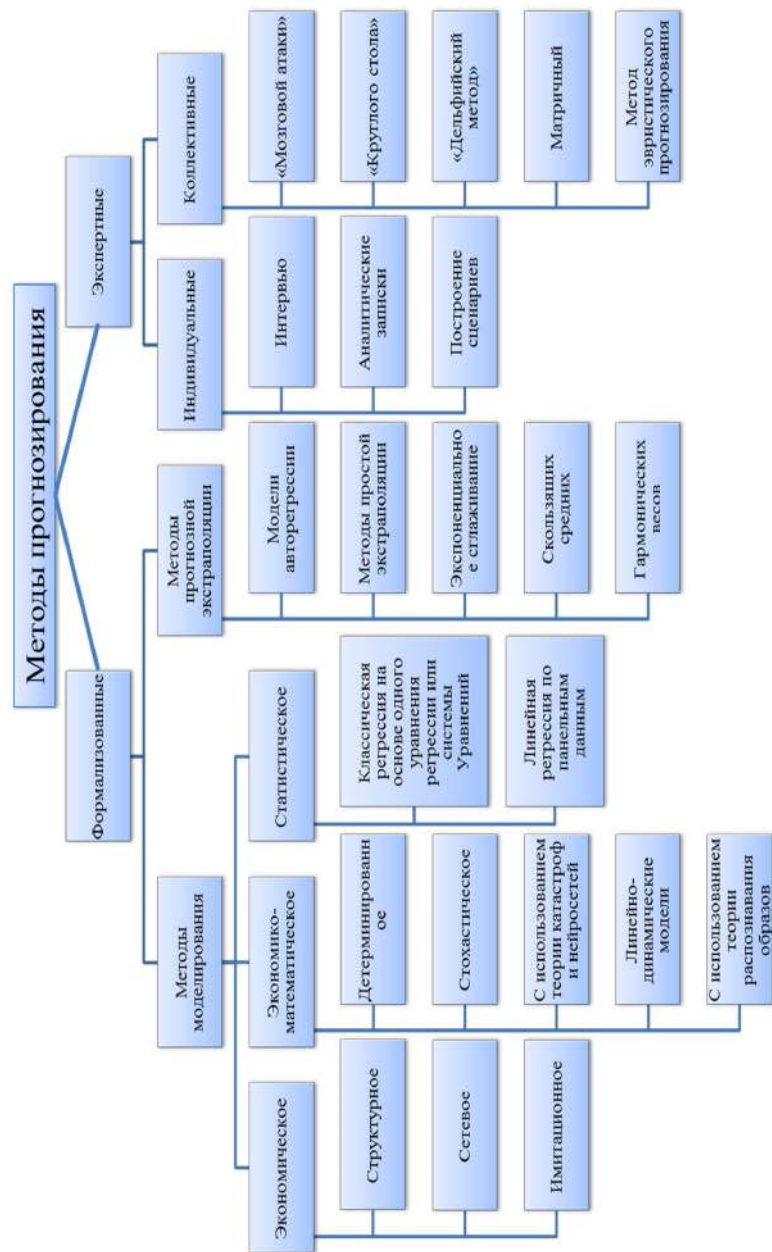 Методы прогнозирования
Формализованные
Экспертные
Методы
моделирования
Методы
прогнозной
экстраполяции
Индивидуальные
Коллективные
Экономическое
Экономико-
математическое
Статистическое
Структурное
Сетевое
Имитационное
Детерминированн
ое
Стохастическое
С использованием
теории катастроф
и нейросетей
Линейно-
динамические
модели
С использованием
теории
распознавания
образов
Классическая
регрессия на
основе одного
уравнения
регрессии или
системы
Уравнений
Линейная
регрессия по
панельным
данным
Модели
авторегрессии
Методы простой
экстраполяции
Экспоненциально
е сглаживание
Скользящих
средних
Гармонических
весов
Интервью
Аналитические
записки
Построение
сценариев
«Мозговой атаки»
«Круглого стола»
«Дельфийский
метод»
Матричный
Метод
эвристического
прогнозирования